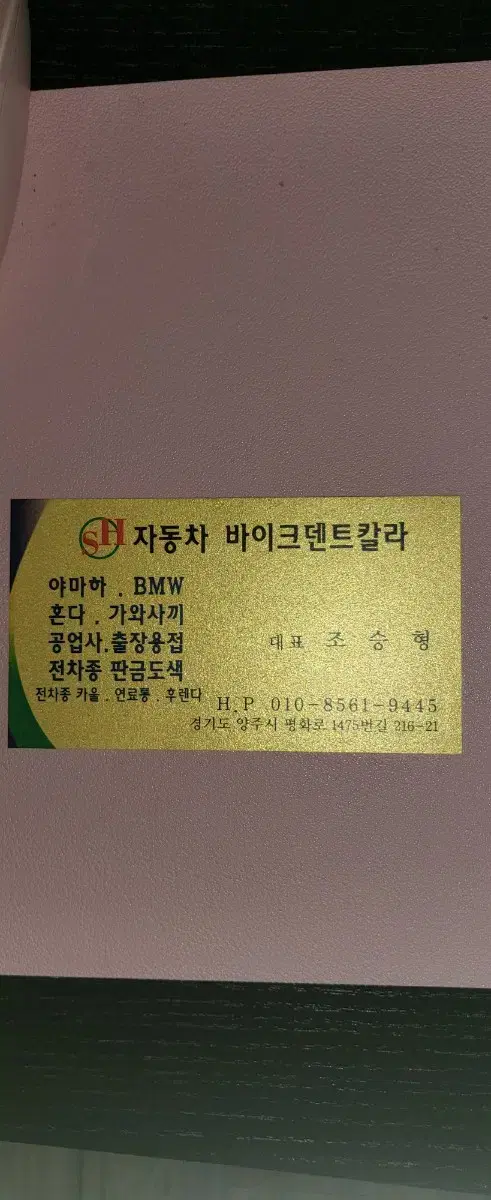 SH 자동차 바이크덴트칼라
야마하 . BMW
혼다 . 가와사끼
공업사.출장용접
대표 조 승 형
전차종 판금도색
전차종 카울 . 연료통 . 후렌다
H.P 010-8561-9445
경기도 양주시 평화로 1475번길 216-21